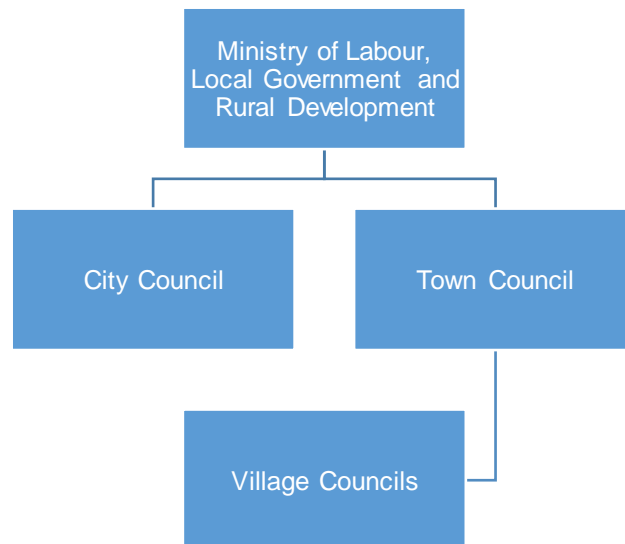 Ministry of Labour,
Local Government and
Rural Development
City Council
Town Council
Village Councils